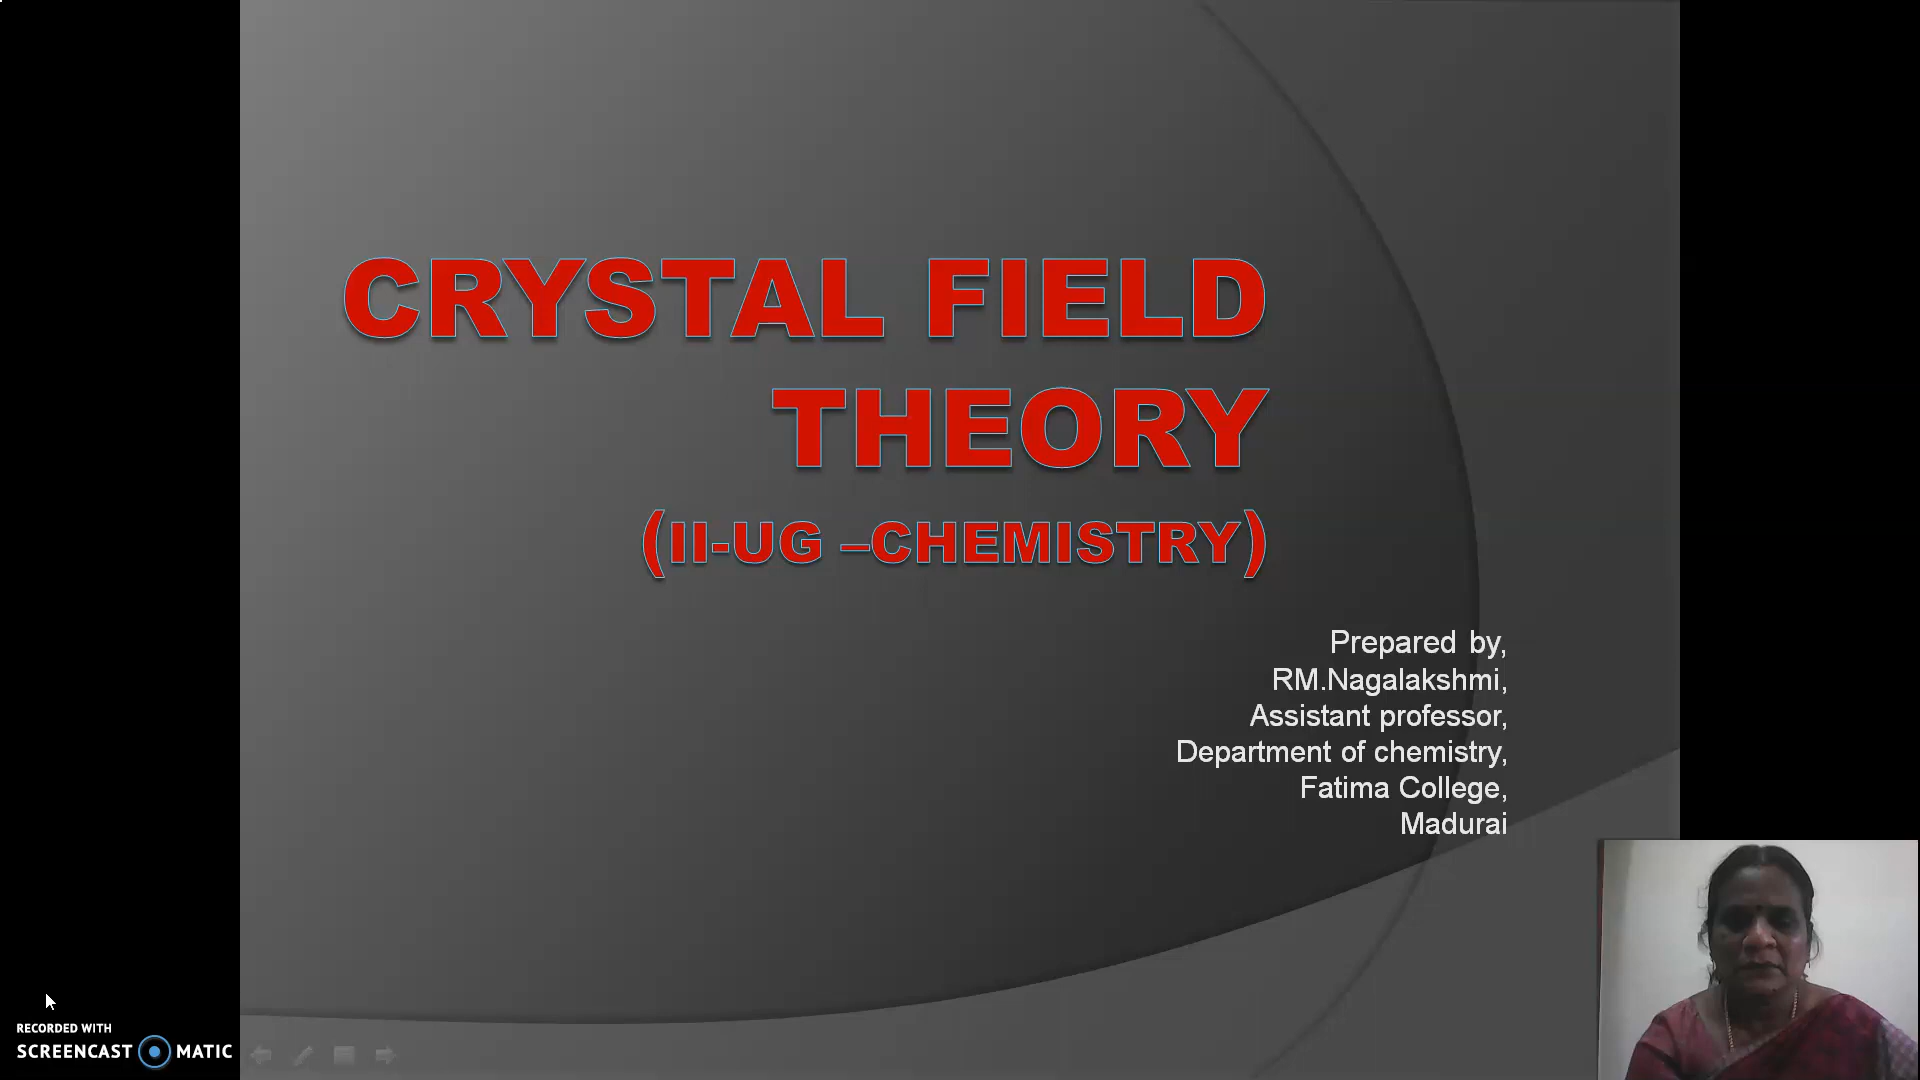 CRYSTAL FIELD
THEORY
(II-UG –CHEMISTRY)
Prepared by,
RM.Nagalakshmi,
Assistant professor,
Department of chemistry,
Fatima College,
Madurai
RECORDED WITH
SCREENCAST MATIC